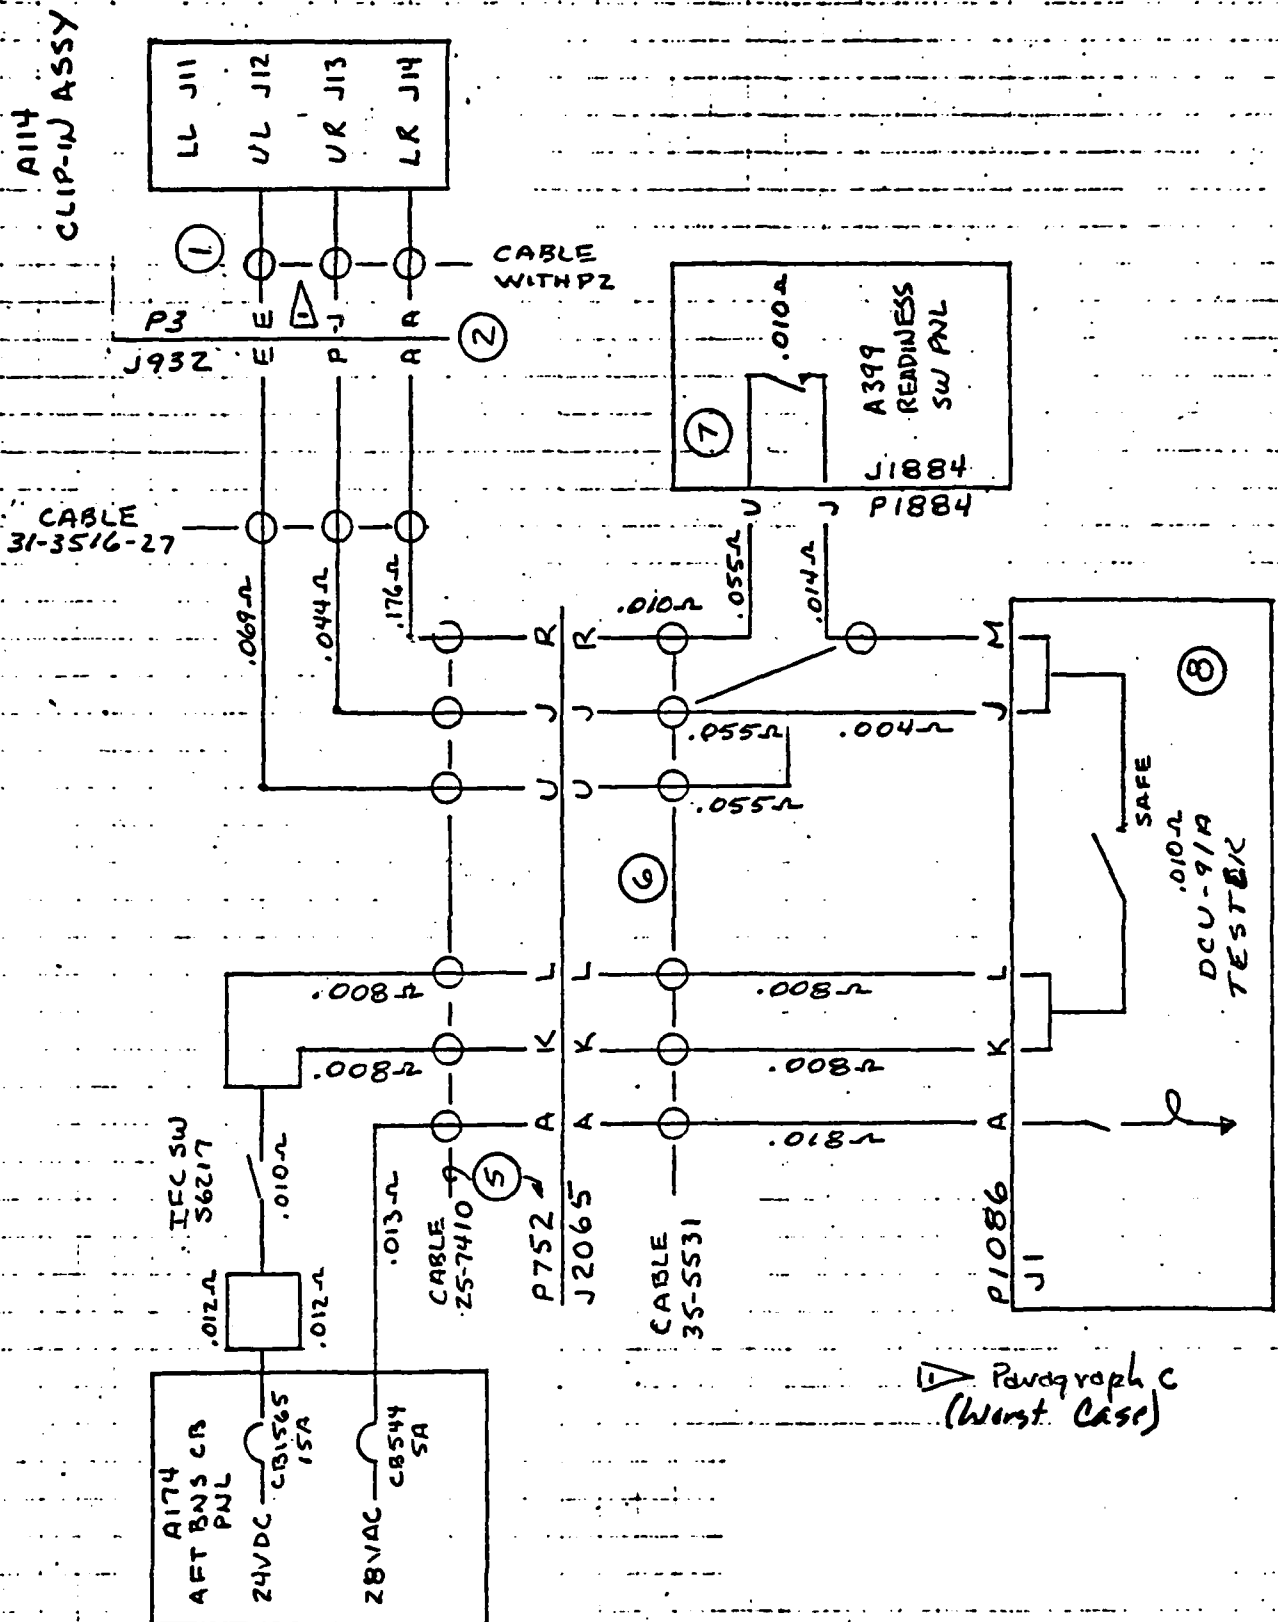 A114
CLIP-IN ASSY
LL J11
UL J12
UR J13
LR J14
1
CABLE
WITH P2
P3
E
1
J
A
2
J932
E
P
A
.010Ω
A399
READINESS
SW PNL
7
J1884
P1884
U
J
CABLE
31-3516-27
.069Ω
.044Ω
.176Ω
.055Ω
.014Ω
R
R
.010Ω
M
8
J
J
.055Ω
.004Ω
J
U
U
.055Ω
SAFE
.010Ω
DCU-9/A
TESTER
6
.008Ω
L
L
.008Ω
L
.008Ω
K
K
.008Ω
K
A
A
.018Ω
A
IFC SW
S6217
.010Ω
.013Ω
5
CABLE
25-7410
P752
J2065
CABLE
35-5531
P1086
J1
.012Ω
.012Ω
A174
AFT BNS CB
PNL
24VDC
CB1565
15A
28VAC
CB544
5A
1 Paragraph C
(Worst Case)